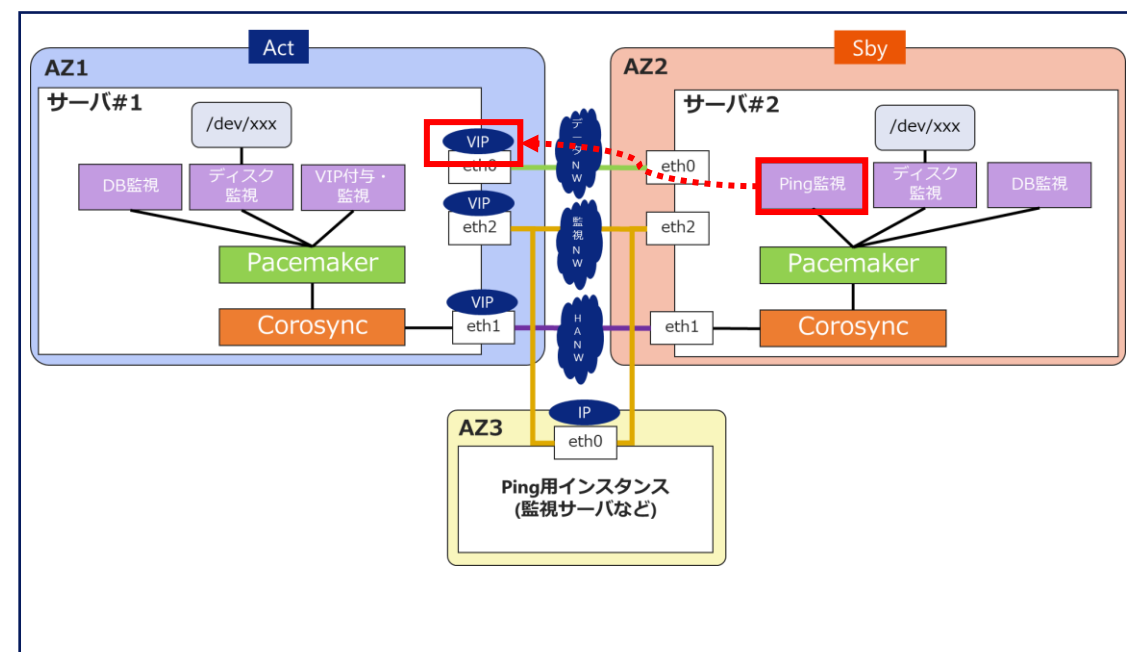 Act
Sby
AZ1
AZ2
サーバ#1
サーバ#2
/dev/xxx
/dev/xxx
DB監視
ディスク
監視
VIP付与・
監視
Ping監視
ディスク
監視
DB監視
VIP
eth0
データNW
eth0
VIP
eth2
監視NW
eth2
Pacemaker
Pacemaker
VIP
eth1
HANW
eth1
Corosync
Corosync
AZ3
IP
eth0
Ping用インスタンス
(監視サーバなど)